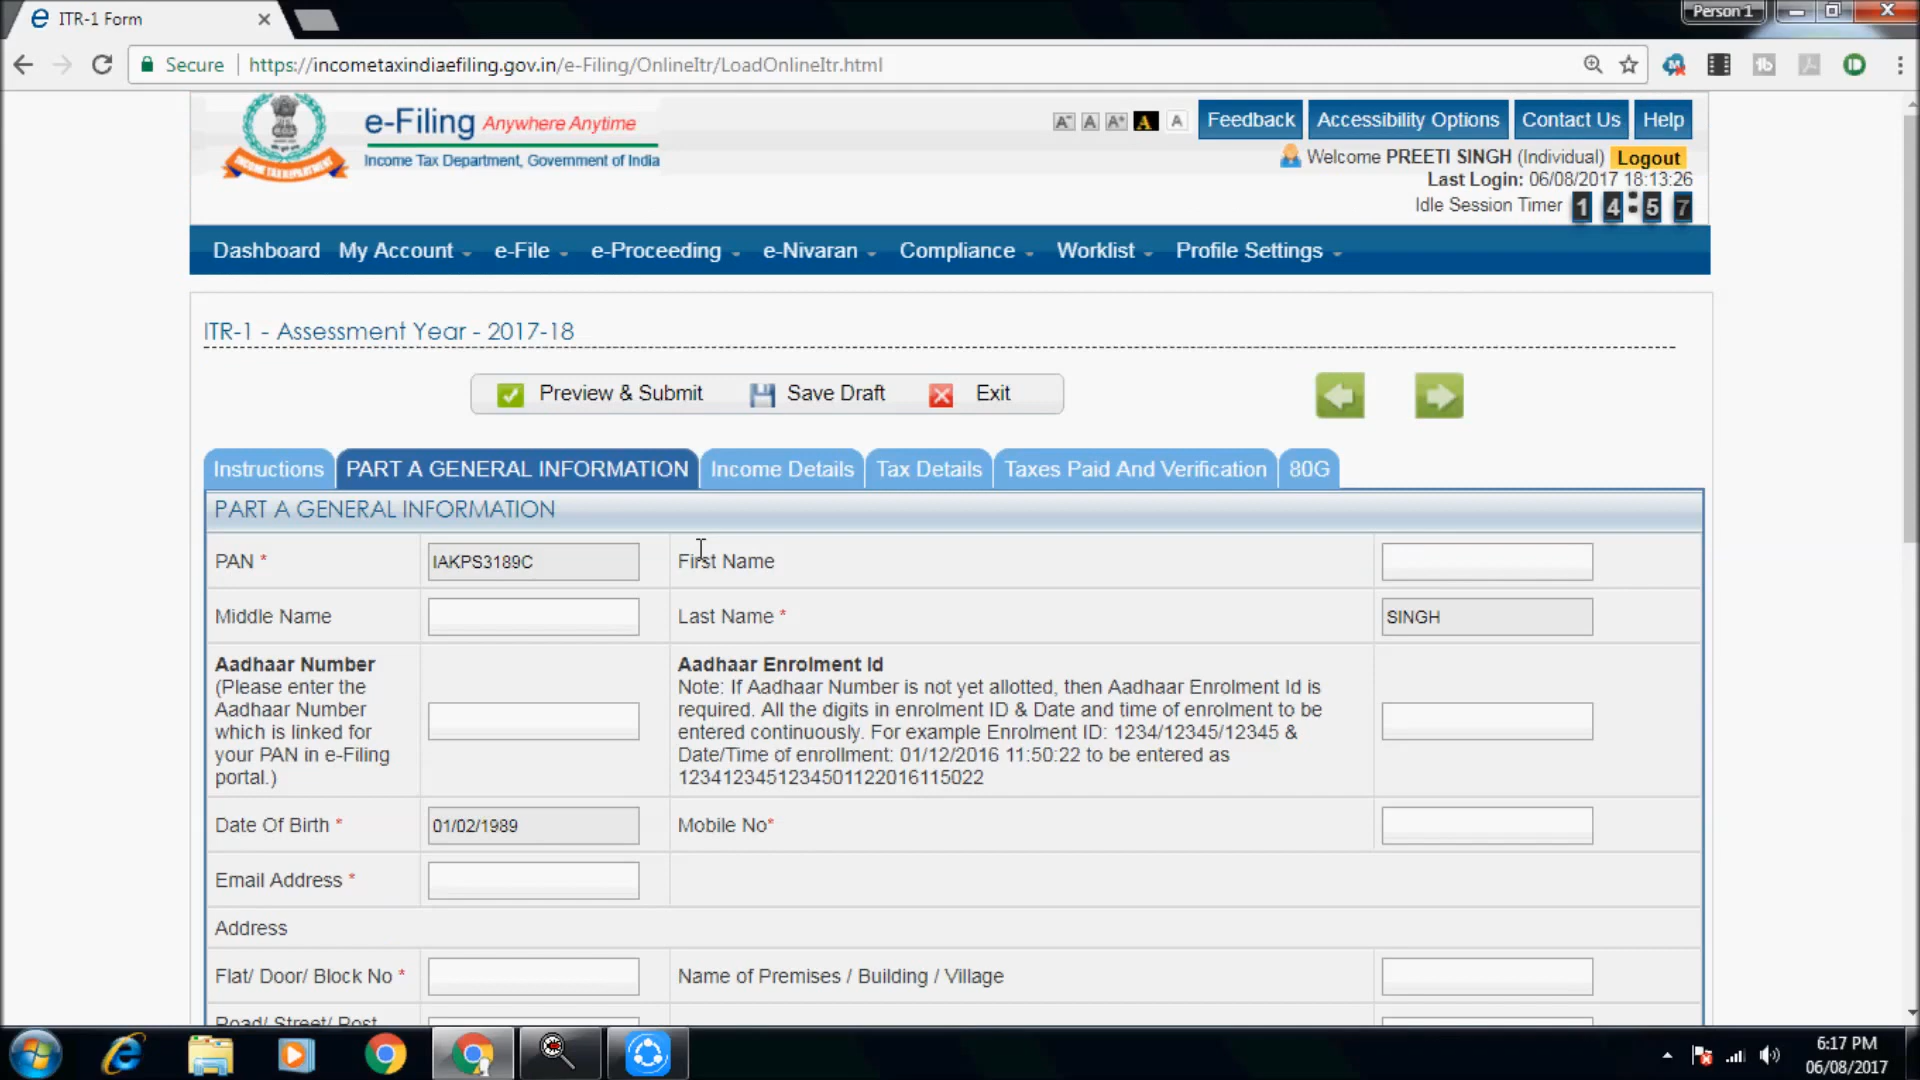 ITR-1 Form
Person 1
Secure
https://incometaxindiaefiling.gov.in/e-Filing/OnlineItr/LoadOnlineItr.html
e-Filing Anywhere Anytime
Income Tax Department, Government of India
A- A A+ A A
Feedback Accessibility Options Contact Us Help
Welcome PREETI SINGH (Individual) Logout
Last Login: 06/08/2017 18:13:26
Idle Session Timer 1 4 : 5 7
Dashboard My Account e-File e-Proceeding e-Nivaran Compliance Worklist Profile Settings
ITR-1 - Assessment Year - 2017-18
Preview & Submit Save Draft Exit
Instructions PART A GENERAL INFORMATION Income Details Tax Details Taxes Paid And Verification 80G
PART A GENERAL INFORMATION
PAN * IAKPS3189C First Name
Middle Name Last Name * SINGH
Aadhaar Number
(Please enter the
Aadhaar Number
which is linked for
your PAN in e-Filing
portal.)
Aadhaar Enrolment Id
Note: If Aadhaar Number is not yet allotted, then Aadhaar Enrolment Id is
required. All the digits in enrolment ID & Date and time of enrolment to be
entered continuously. For example Enrolment ID: 1234/12345/12345 &
Date/Time of enrollment: 01/12/2016 11:50:22 to be entered as
1234123451234501122016115022
Date Of Birth * 01/02/1989 Mobile No*
Email Address *
Address
Flat/ Door/ Block No * Name of Premises / Building / Village
Road/ Street/ Post
6:17 PM
06/08/2017